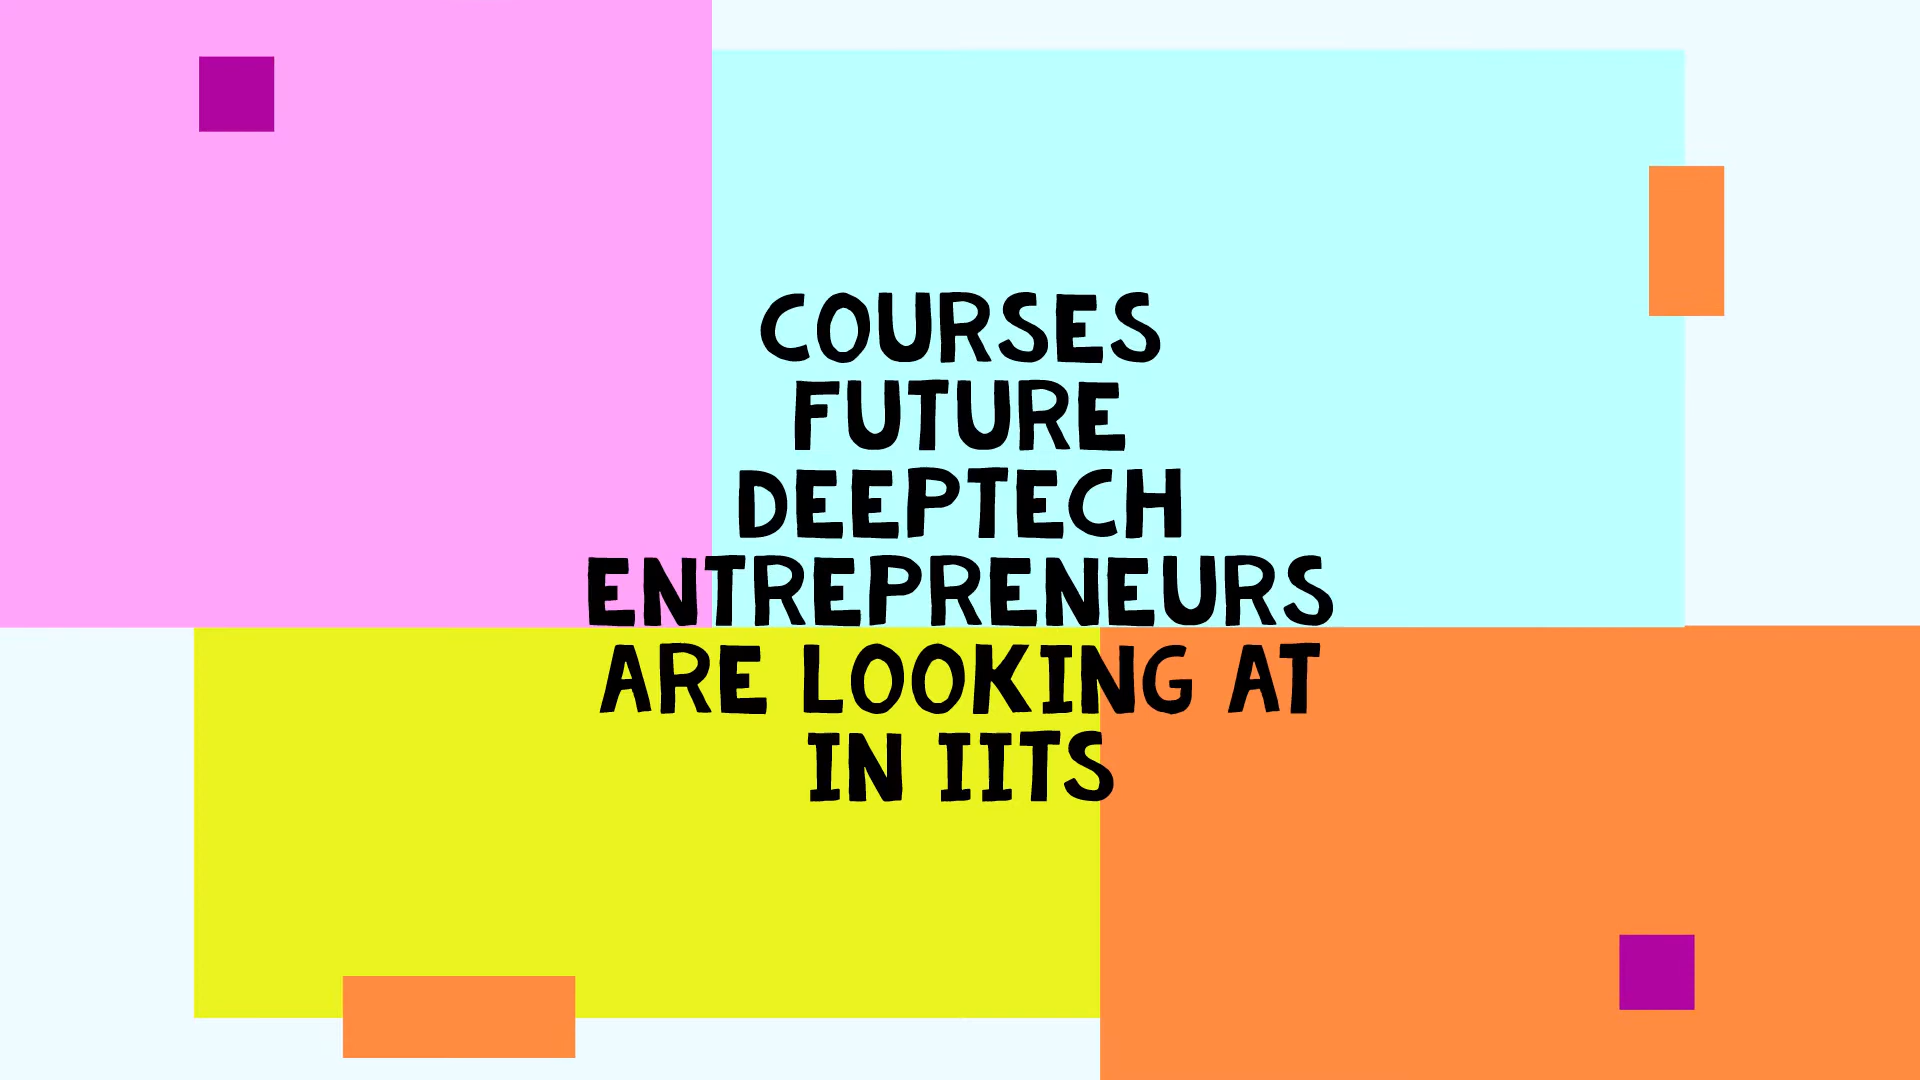 COURSES
FUTURE
DEEPTECH
ENTREPRENEURS
ARE LOOKING AT
IN IITS